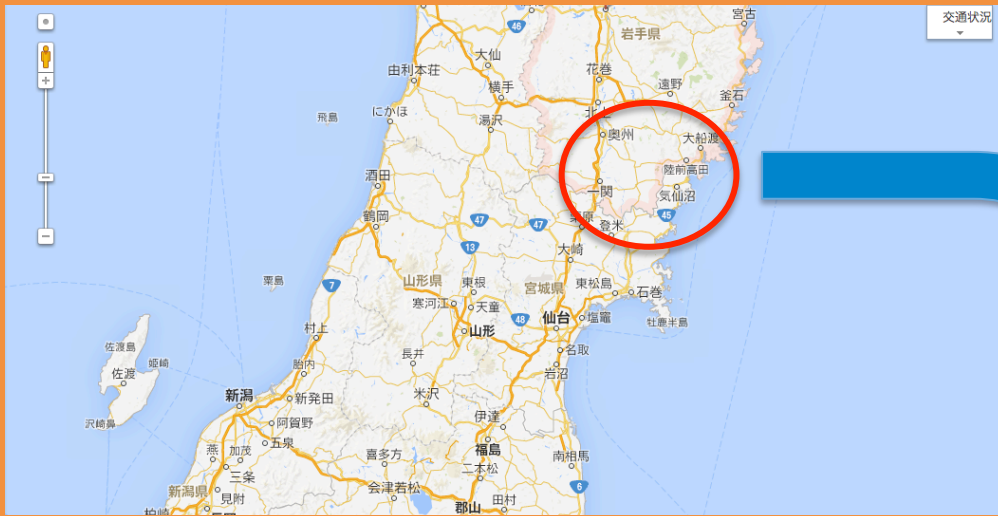 宮古
交通状況
46
岩手県
大仙
花巻
由利本荘
遠野
横手
釜石
にかほ
北上
飛島
湯沢
奥州
大船渡
陸前高田
酒田
一関
気仙沼
鶴岡
47
47
栗原
登米
45
13
大崎
栗島
7
山形県
東根
宮城県
東松島
石巻
寒河江
天童
48
仙台
塩竈
牡鹿半島
村上
山形
佐渡島
長井
名取
姫崎
胎内
佐渡
岩沼
新潟
新発田
米沢
沢崎鼻
阿賀野
伊達
燕
加茂
五泉
喜多方
福島
南相馬
三条
二本松
新潟県
見附
会津若松
6
田村
郡山
柏崎